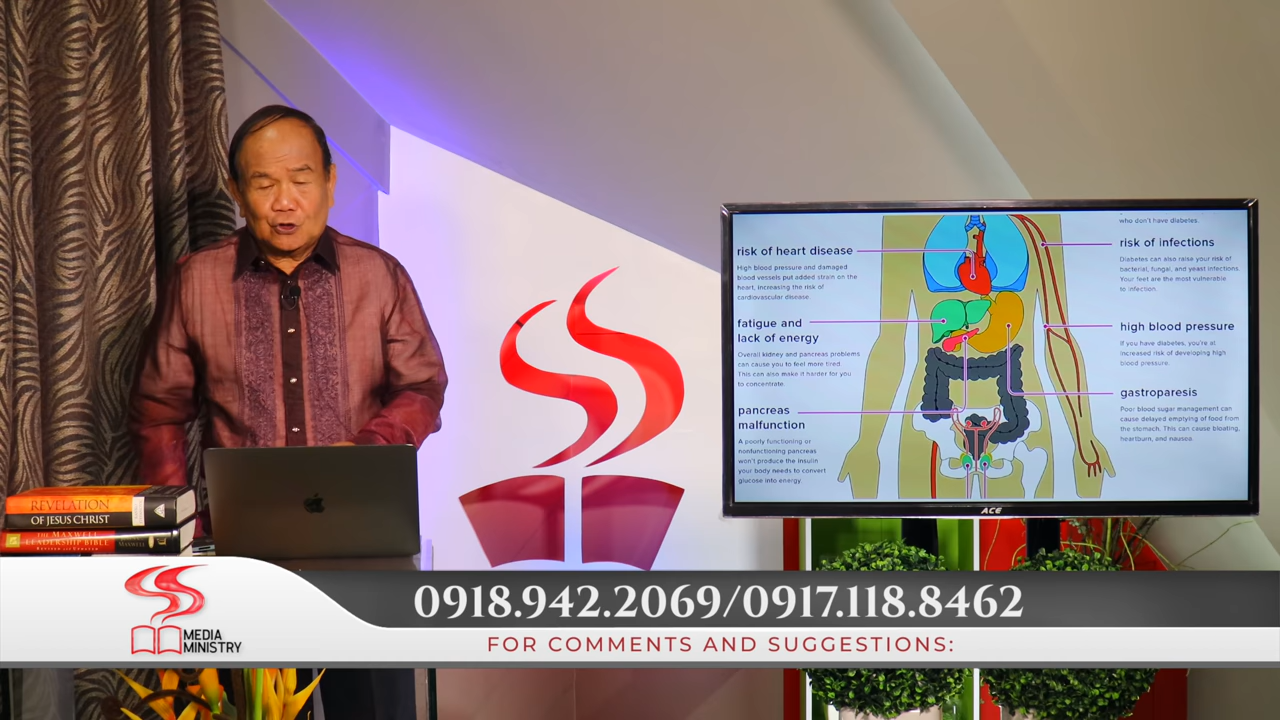 who don't have diabetes.
risk of heart disease
High blood pressure and damaged
blood vessels put added strain on the
heart, increasing the risk of
cardiovascular disease.
fatigue and
lack of energy
Overall kidney and pancreas problems
can cause you to feel more tired.
This can also make it harder for you
to concentrate.
pancreas
malfunction
A poorly functioning or
nonfunctioning pancreas
won't produce the insulin
your body needs to convert
glucose into energy.
risk of infections
Diabetes can also raise your risk of
bacterial, fungal, and yeast infections.
Your feet are the most vulnerable
to infection.
high blood pressure
If you have diabetes, you're at
increased risk of developing high
blood pressure.
gastroparesis
Poor blood sugar management can
cause delayed emptying of food from
the stomach. This can cause bloating,
heartburn, and nausea.
ACE
REVELATION
OF JESUS CHRIST
THE MAXWELL
LEADERSHIP BIBLE
REVISED AND UPDATED
MAXWELL
MEDIA
MINISTRY
0918.942.2069/0917.118.8462
FOR COMMENTS AND SUGGESTIONS: